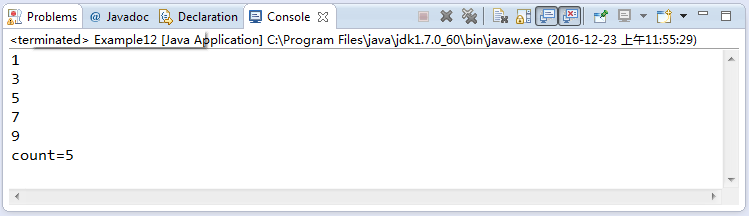 Problems @ Javadoc Declaration Console
<terminated> Example12 [Java Application] C:\Program Files\java\jdk1.7.0_60\bin\javaw.exe (2016-12-23 上午11:55:29)
1
3
5
7
9
count=5